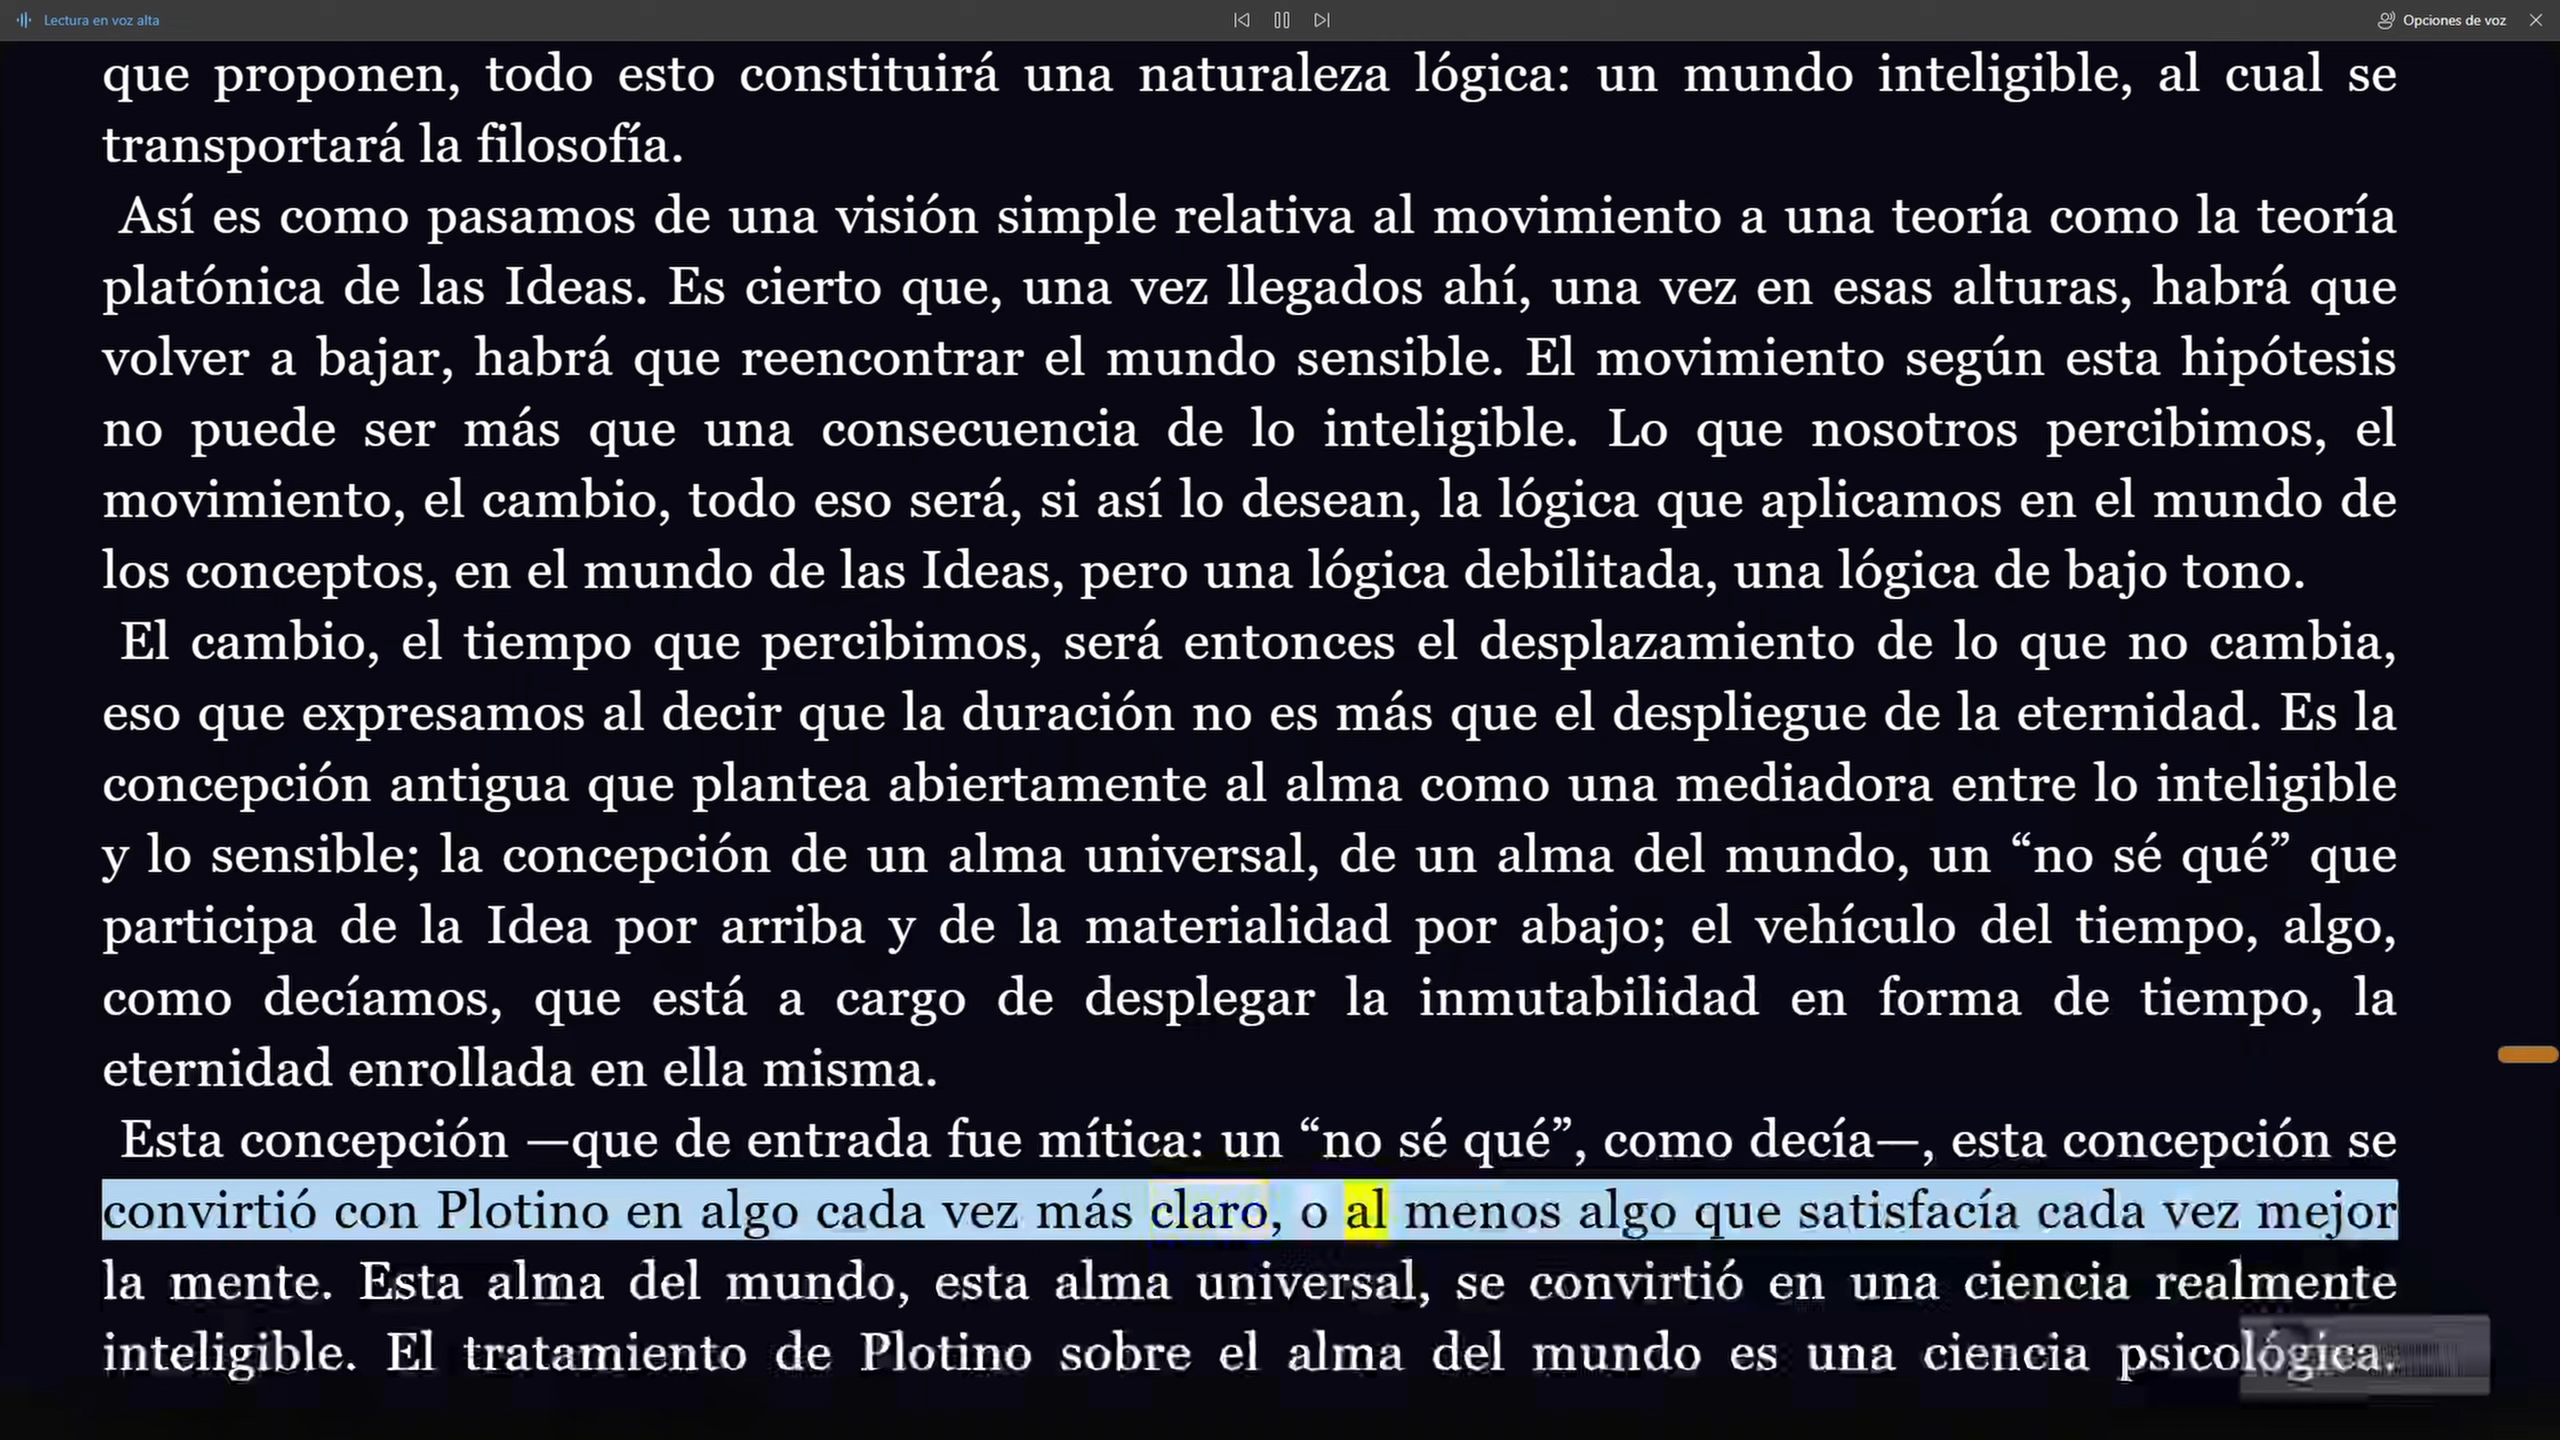 Lectura en voz alta
Opciones de voz
que proponen, todo esto constituirá una naturaleza lógica: un mundo inteligible, al cual se
transportará la filosofía.
Así es como pasamos de una visión simple relativa al movimiento a una teoría como la teoría
platónica de las Ideas. Es cierto que, una vez llegados ahí, una vez en esas alturas, habrá que
volver a bajar, habrá que reencontrar el mundo sensible. El movimiento según esta hipótesis
no puede ser más que una consecuencia de lo inteligible. Lo que nosotros percibimos, el
movimiento, el cambio, todo eso será, si así lo desean, la lógica que aplicamos en el mundo de
los conceptos, en el mundo de las Ideas, pero una lógica debilitada, una lógica de bajo tono.
El cambio, el tiempo que percibimos, será entonces el desplazamiento de lo que no cambia,
eso que expresamos al decir que la duración no es más que el despliegue de la eternidad. Es la
concepción antigua que plantea abiertamente al alma como una mediadora entre lo inteligible
y lo sensible; la concepción de un alma universal, de un alma del mundo, un “no sé qué” que
participa de la Idea por arriba y de la materialidad por abajo; el vehículo del tiempo, algo,
como decíamos, que está a cargo de desplegar la inmutabilidad en forma de tiempo, la
eternidad enrollada en ella misma.
Esta concepción —que de entrada fue mítica: un “no sé qué”, como decía—, esta concepción se
convirtió con Plotino en algo cada vez más claro, o al menos algo que satisfacía cada vez mejor
la mente. Esta alma del mundo, esta alma universal, se convirtió en una ciencia realmente
inteligible. El tratamiento de Plotino sobre el alma del mundo es una ciencia psicológica.